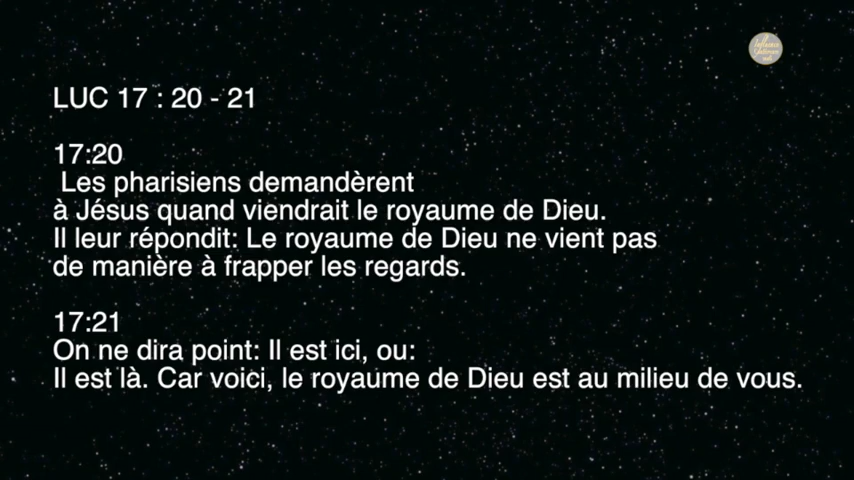 LUC 17 : 20 - 21
17:20
Les pharisiens demandèrent
à Jésus quand viendrait le royaume de Dieu.
Il leur répondit: Le royaume de Dieu ne vient pas
de manière à frapper les regards.
17:21
On ne dira point: Il est ici, ou:
Il est là. Car voici, le royaume de Dieu est au milieu de vous.